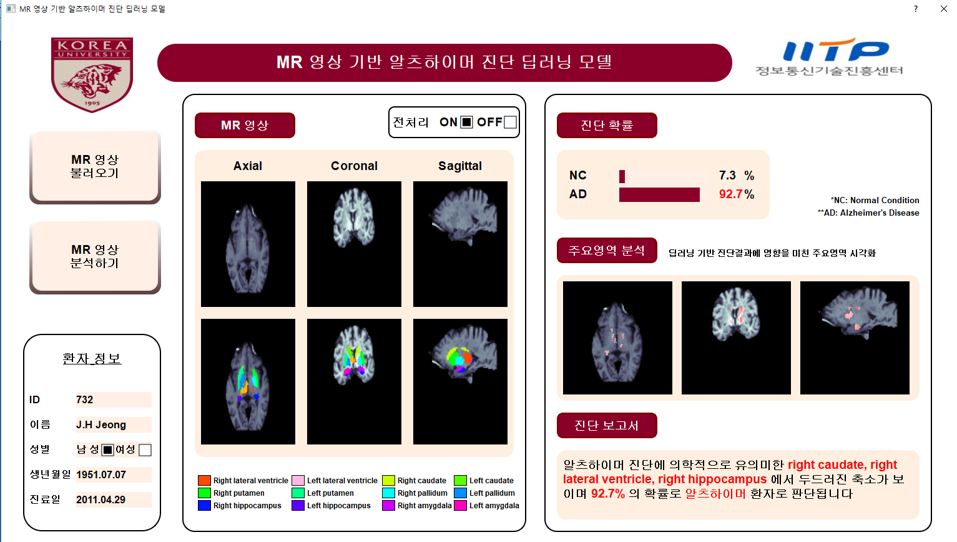 MR 영상 기반 알츠하이머 진단 딥러닝 모델
? ×
KOREA
UNIVERSITY
1905
MR 영상 기반 알츠하이머 진단 딥러닝 모델
IITP
정보통신기술진흥센터
MR 영상
불러오기
MR 영상
분석하기
환자 정보
ID 732
이름 J.H Jeong
성별 남성 여성
생년월일 1951.07.07
진료일 2011.04.29
MR 영상
전처리 ON OFF
Axial Coronal Sagittal
Right lateral ventricle Left lateral ventricle Right caudate Left caudate
Right putamen Left putamen Right pallidum Left pallidum
Right hippocampus Left hippocampus Right amygdala Left amygdala
진단 확률
NC 7.3 %
AD 92.7%
*NC: Normal Condition
**AD: Alzheimer's Disease
주요영역 분석 딥러닝 기반 진단결과에 영향을 미친 주요영역 시각화
진단 보고서
알츠하이머 진단에 의학적으로 유의미한 right caudate, right
lateral ventricle, right hippocampus 에서 두드러진 축소가 보
이며 92.7% 의 확률로 알츠하이머 환자로 판단됩니다